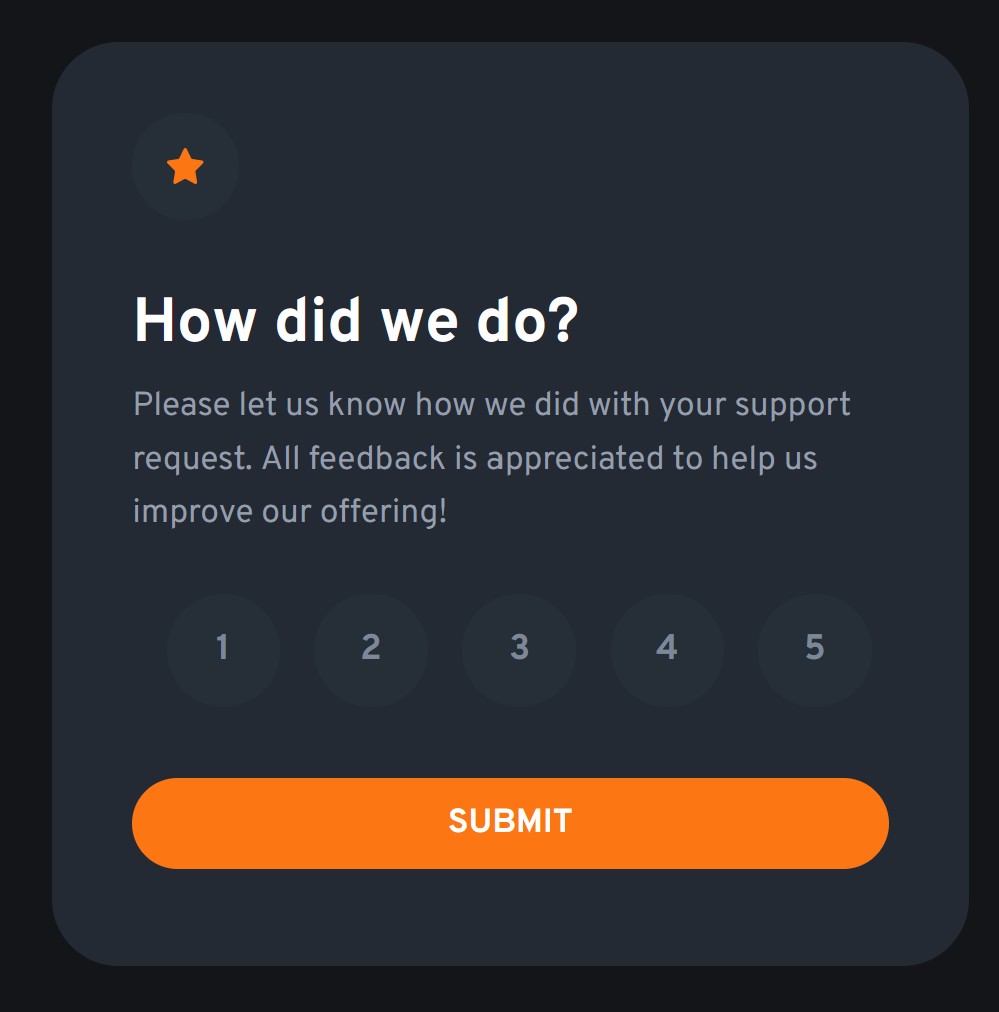 How did we do?
Please let us know how we did with your support
request. All feedback is appreciated to help us
improve our offering!
1 2 3 4 5
SUBMIT